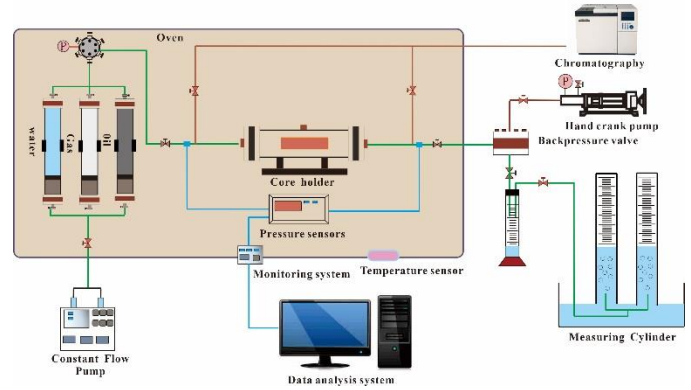 Oven
P
Chromatography
P
Hand crank pump
Backpressure valve
water
Gas
Oil
Core holder
Pressure sensors
Monitoring system
Temperature sensor
Constant Flow
Pump
Data analysis system
Measuring Cylinder